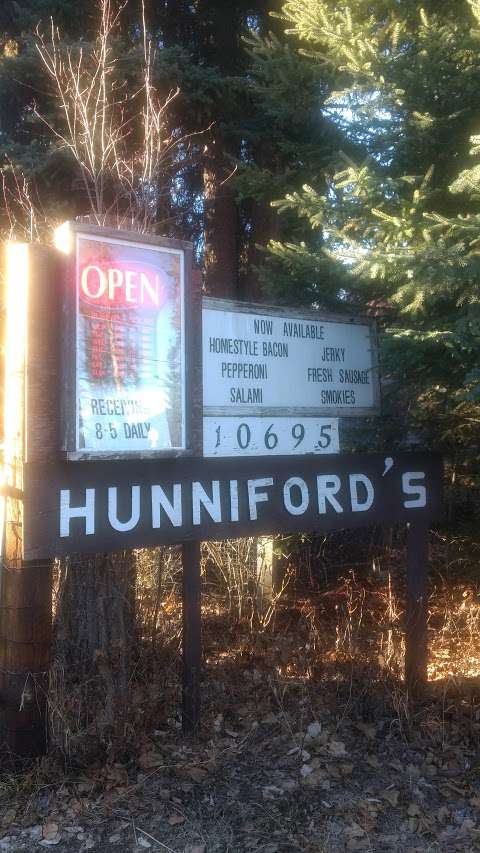 OPEN
RECEIVING
8-5 DAILY
NOW AVAILABLE
HOMESTYLE BACON JERKY
PEPPERONI FRESH SAUSAGE
SALAMI SMOKIES
10695
HUNNIFORD'S